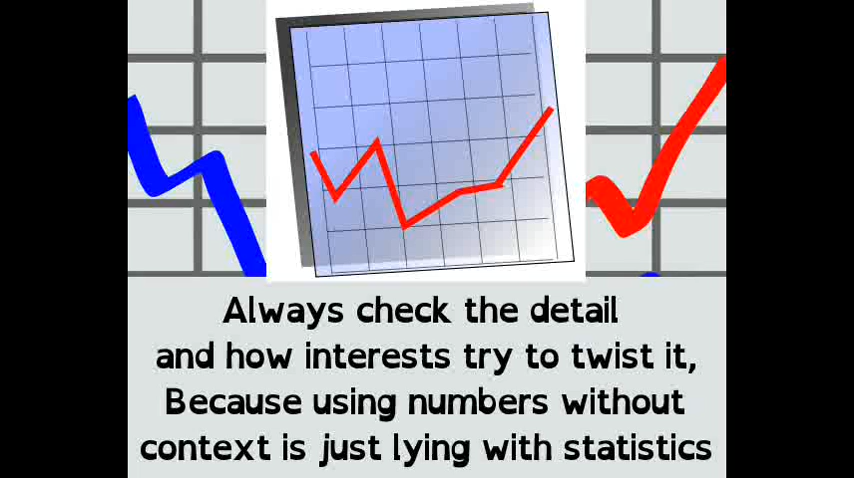 Always check the detail
and how interests try to twist it,
Because using numbers without
context is just lying with statistics